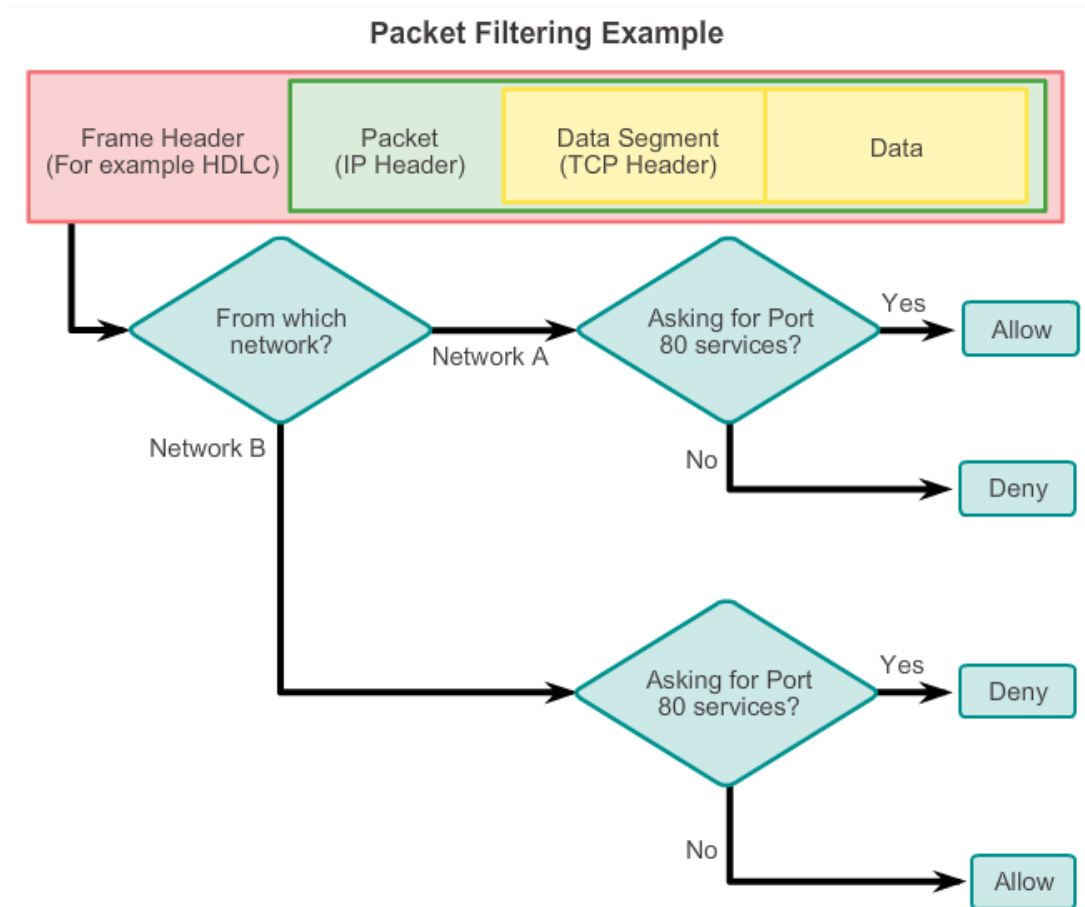 Packet Filtering Example
Frame Header
(For example HDLC)
Packet
(IP Header)
Data Segment
(TCP Header)
Data
From which
network?
Network A
Asking for Port
80 services?
Yes
Allow
Network B
No
Deny
Asking for Port
80 services?
Yes
Deny
No
Allow